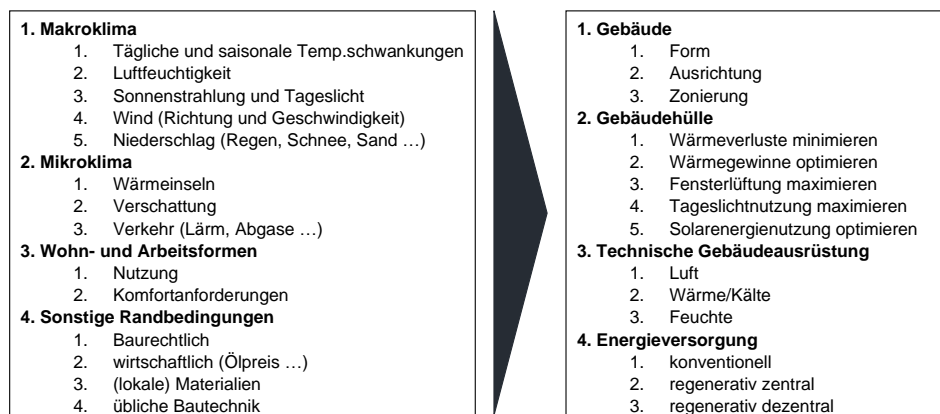 1. Makroklima
1. Tägliche und saisonale Temp.schwankungen
2. Luftfeuchtigkeit
3. Sonnenstrahlung und Tageslicht
4. Wind (Richtung und Geschwindigkeit)
5. Niederschlag (Regen, Schnee, Sand …)
2. Mikroklima
1. Wärmeinseln
2. Verschattung
3. Verkehr (Lärm, Abgase …)
3. Wohn- und Arbeitsformen
1. Nutzung
2. Komfortanforderungen
4. Sonstige Randbedingungen
1. Baurechtlich
2. wirtschaftlich (Ölpreis …)
3. (lokale) Materialien
4. übliche Bautechnik
1. Gebäude
1. Form
2. Ausrichtung
3. Zonierung
2. Gebäudehülle
1. Wärmeverluste minimieren
2. Wärmegewinne optimieren
3. Fensterlüftung maximieren
4. Tageslichtnutzung maximieren
5. Solarenergienutzung optimieren
3. Technische Gebäudeausrüstung
1. Luft
2. Wärme/Kälte
3. Feuchte
4. Energieversorgung
1. konventionell
2. regenerativ zentral
3. regenerativ dezentral